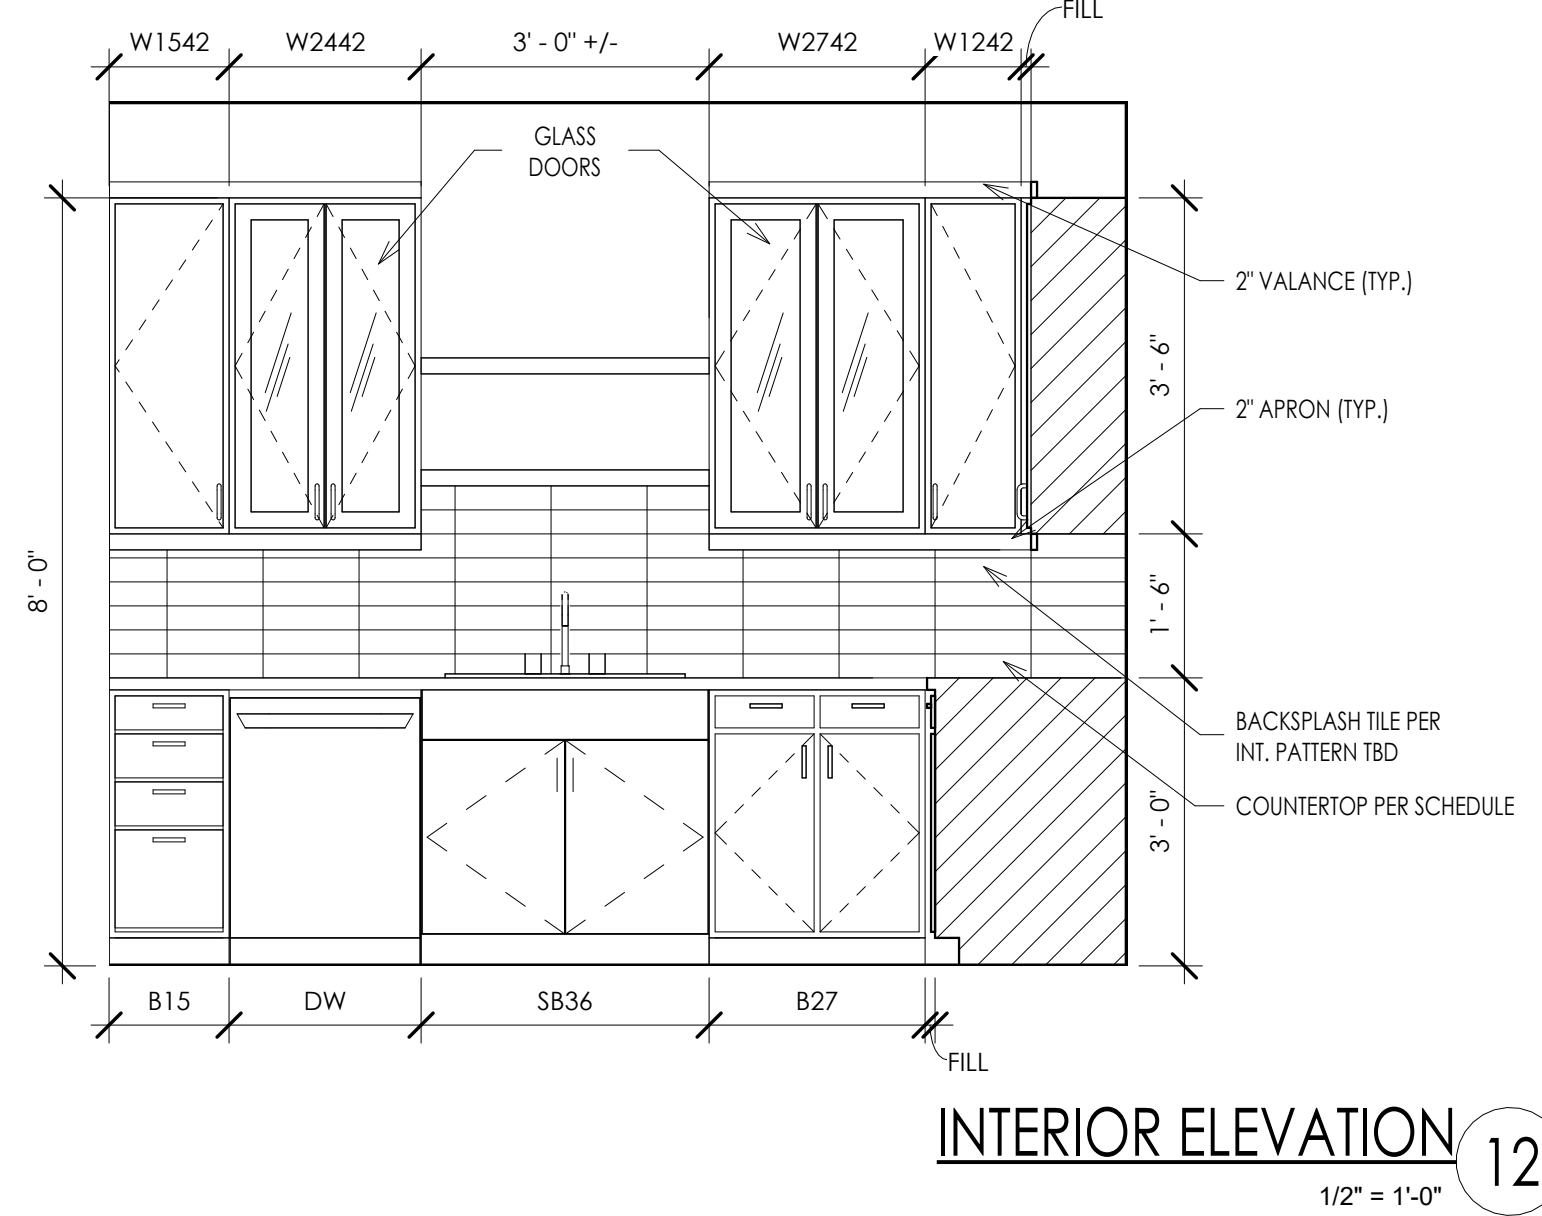 FILL
W1542 W2442 3' - 0" +/- W2742 W1242
GLASS
DOORS
2" VALANCE (TYP.)
3' - 6"
2" APRON (TYP.)
8' - 0"
1' - 6"
BACKSPLASH TILE PER
INT. PATTERN TBD
COUNTERTOP PER SCHEDULE
3' - 0"
B15 DW SB36 B27
FILL
INTERIOR ELEVATION 12
1/2" = 1'-0"